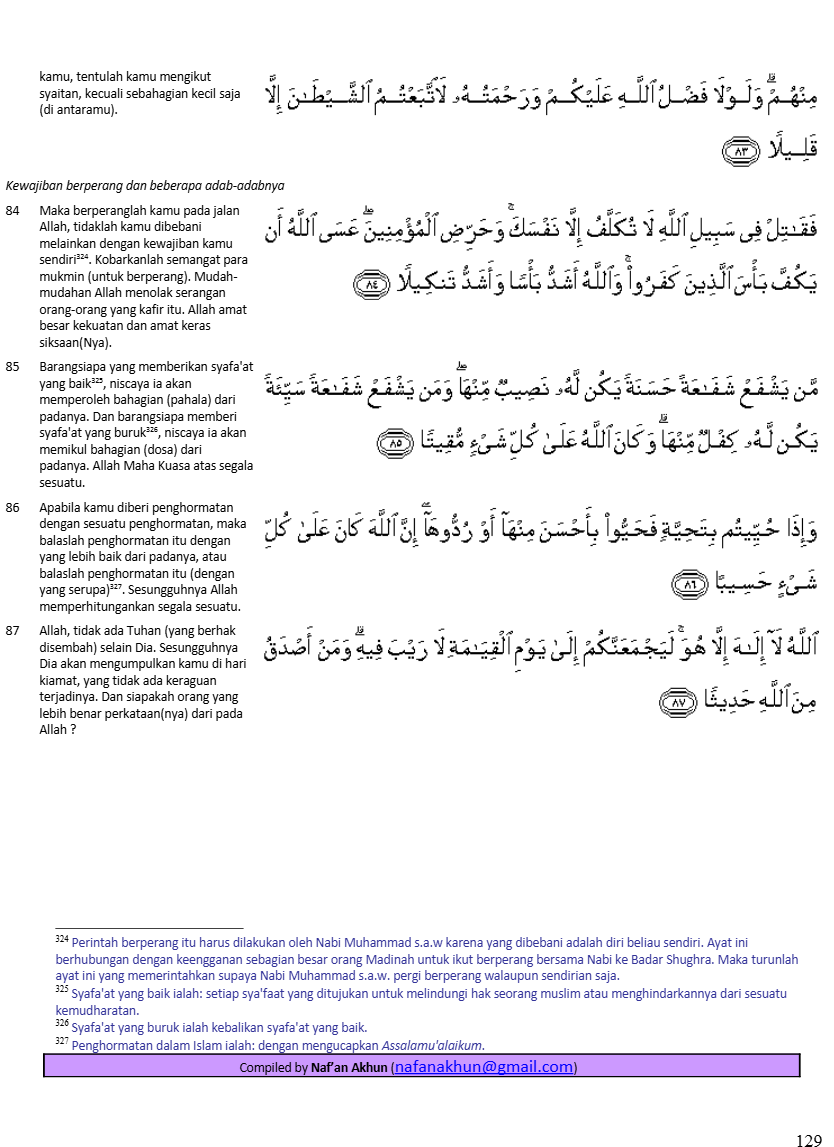 kamu, tentulah kamu mengikut
syaitan, kecuali sebahagian kecil saja
(di antaramu).
مِنْهُمْ ۗ وَلَوْلَا فَضْلُ ٱللَّهِ عَلَيْكُمْ وَرَحْمَتُهُۥ لَٱتَّبَعْتُمُ ٱلشَّيْطَـٰنَ إِلَّا
قَلِيلًا ٨٣
Kewajiban berperang dan beberapa adab-adabnya
84 Maka berperanglah kamu pada jalan
Allah, tidaklah kamu dibebani
melainkan dengan kewajiban kamu
sendiri³²⁴. Kobarkanlah semangat para
mukmin (untuk berperang). Mudah-
mudahan Allah menolak serangan
orang-orang yang kafir itu. Allah amat
besar kekuatan dan amat keras
siksaan(Nya).
فَقَـٰتِلْ فِى سَبِيلِ ٱللَّهِ لَا تُكَلَّفُ إِلَّا نَفْسَكَ ۚ وَحَرِّضِ ٱلْمُؤْمِنِينَ ۖ عَسَى ٱللَّهُ أَن
يَكُفَّ بَأْسَ ٱلَّذِينَ كَفَرُوا۟ ۚ وَٱللَّهُ أَشَدُّ بَأْسًا وَأَشَدُّ تَنكِيلًا ٨٤
85 Barangsiapa yang memberikan syafa'at
yang baik³²⁵, niscaya ia akan
memperoleh bahagian (pahala) dari
padanya. Dan barangsiapa memberi
syafa'at yang buruk³²⁶, niscaya ia akan
memikul bahagian (dosa) dari
padanya. Allah Maha Kuasa atas segala
sesuatu.
مَّن يَشْفَعْ شَفَـٰعَةً حَسَنَةً يَكُن لَّهُۥ نَصِيبٌ مِّنْهَا ۖ وَمَن يَشْفَعْ شَفَـٰعَةً سَيِّئَةً
يَكُن لَّهُۥ كِفْلٌ مِّنْهَا ۗ وَكَانَ ٱللَّهُ عَلَىٰ كُلِّ شَىْءٍ مُّقِيتًا ٨٥
86 Apabila kamu diberi penghormatan
dengan sesuatu penghormatan, maka
balaslah penghormatan itu dengan
yang lebih baik dari padanya, atau
balaslah penghormatan itu (dengan
yang serupa)³²⁷. Sesungguhnya Allah
memperhitungankan segala sesuatu.
وَإِذَا حُيِّيتُم بِتَحِيَّةٍ فَحَيُّوا۟ بِأَحْسَنَ مِنْهَآ أَوْ رُدُّوهَآ ۗ إِنَّ ٱللَّهَ كَانَ عَلَىٰ كُلِّ
شَىْءٍ حَسِيبًا ٨٦
87 Allah, tidak ada Tuhan (yang berhak
disembah) selain Dia. Sesungguhnya
Dia akan mengumpulkan kamu di hari
kiamat, yang tidak ada keraguan
terjadinya. Dan siapakah orang yang
lebih benar perkataan(nya) dari pada
Allah ?
ٱللَّهُ لَآ إِلَـٰهَ إِلَّا هُوَ ۚ لَيَجْمَعَنَّكُمْ إِلَىٰ يَوْمِ ٱلْقِيَـٰمَةِ لَا رَيْبَ فِيهِ ۗ وَمَنْ أَصْدَقُ
مِنَ ٱللَّهِ حَدِيثًا ٨٧
³²⁴ Perintah berperang itu harus dilakukan oleh Nabi Muhammad s.a.w karena yang dibebani adalah diri beliau sendiri. Ayat ini
berhubungan dengan keengganan sebagian besar orang Madinah untuk ikut berperang bersama Nabi ke Badar Shughra. Maka turunlah
ayat ini yang memerintahkan supaya Nabi Muhammad s.a.w. pergi berperang walaupun sendirian saja.
³²⁵ Syafa'at yang baik ialah: setiap sya'faat yang ditujukan untuk melindungi hak seorang muslim atau menghindarkannya dari sesuatu
kemudharatan.
³²⁶ Syafa'at yang buruk ialah kebalikan syafa'at yang baik.
³²⁷ Penghormatan dalam Islam ialah: dengan mengucapkan Assalamu'alaikum.
Compiled by Naf’an Akhun (nafanakhun@gmail.com)
129